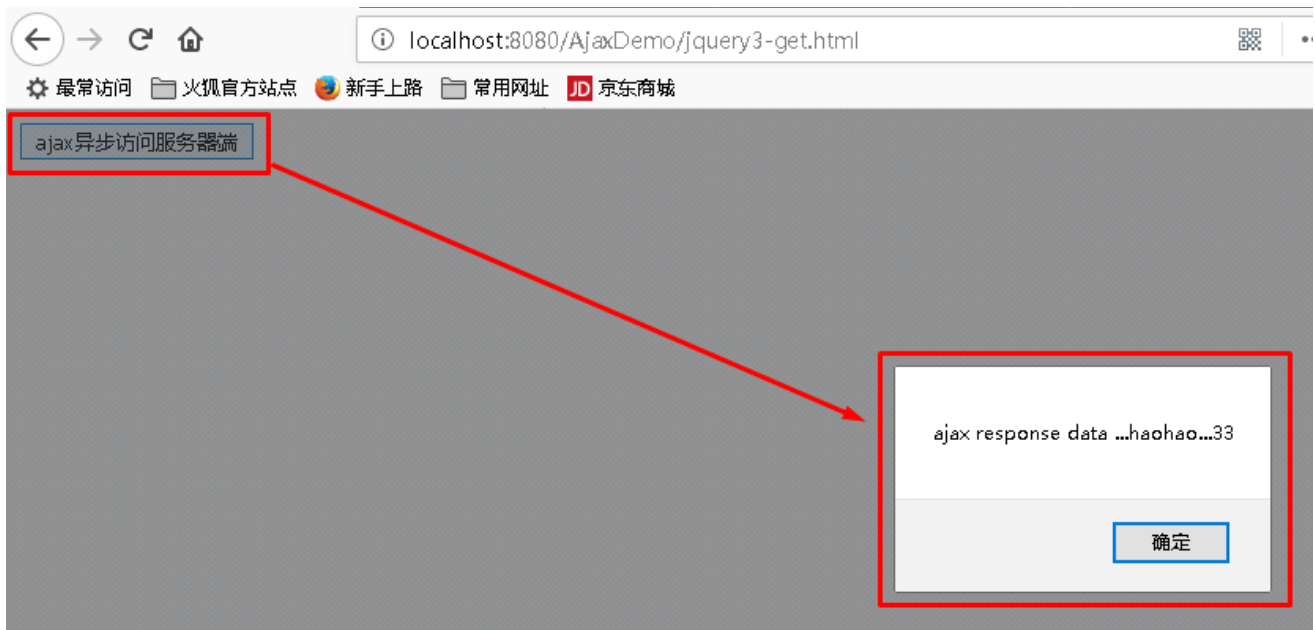 localhost:8080/AjaxDemo/jquery3-get.html
最常访问 火狐官方站点 新手上路 常用网址 JD 京东商城
ajax异步访问服务器端
ajax response data ...haohao...33
确定